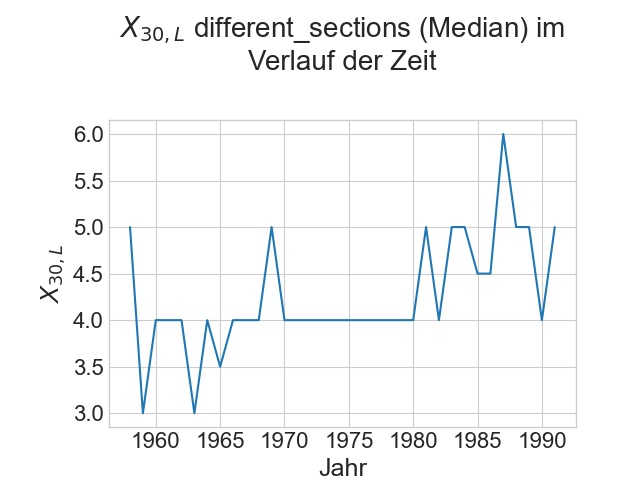 X30, L different_sections (Median) im
Verlauf der Zeit
6.0
5.5
5.0
4.5
4.0
3.5
3.0
X30, L
1960 1965 1970 1975 1980 1985 1990
Jahr